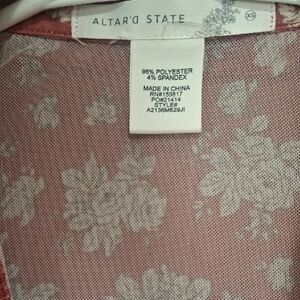 ALTAR'D STATE
XS
96% POLYESTER
4% SPANDEX
MADE IN CHINA
RN#159817
PO#21414
STYLE#
A2136M629JI